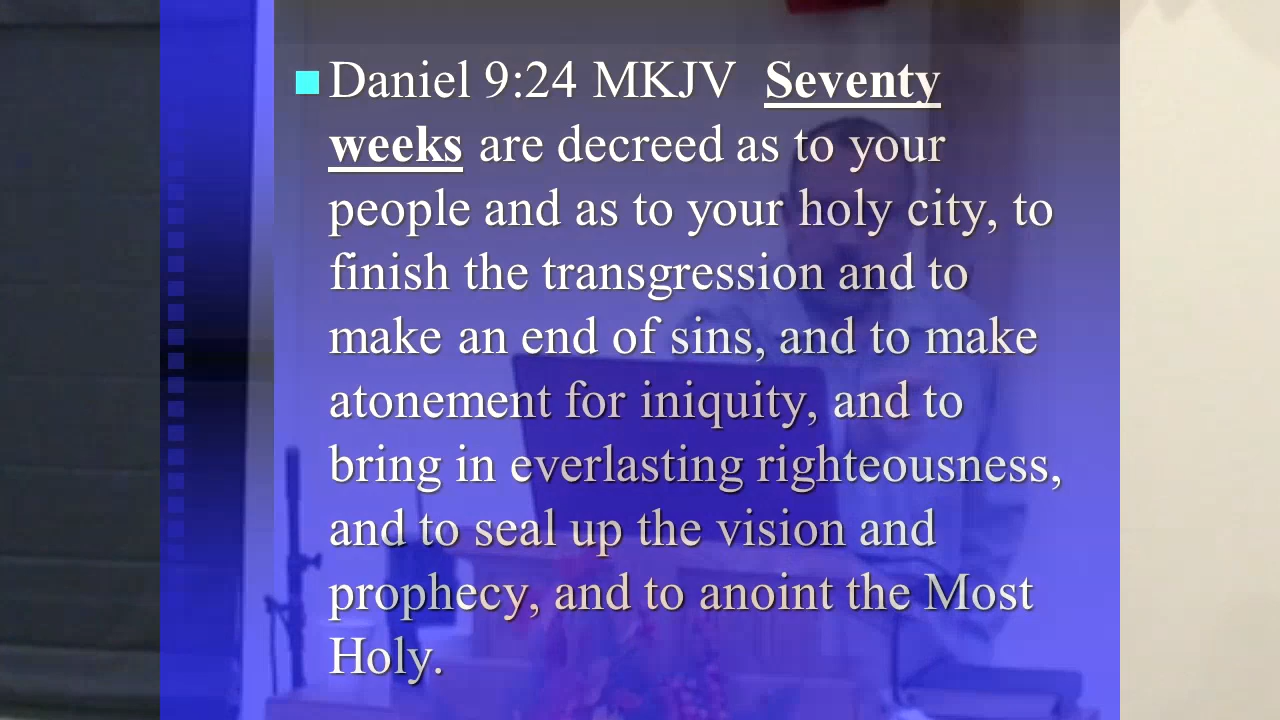 Daniel 9:24 MKJV Seventy
weeks are decreed as to your
people and as to your holy city, to
finish the transgression and to
make an end of sins, and to make
atonement for iniquity, and to
bring in everlasting righteousness,
and to seal up the vision and
prophecy, and to anoint the Most
Holy.